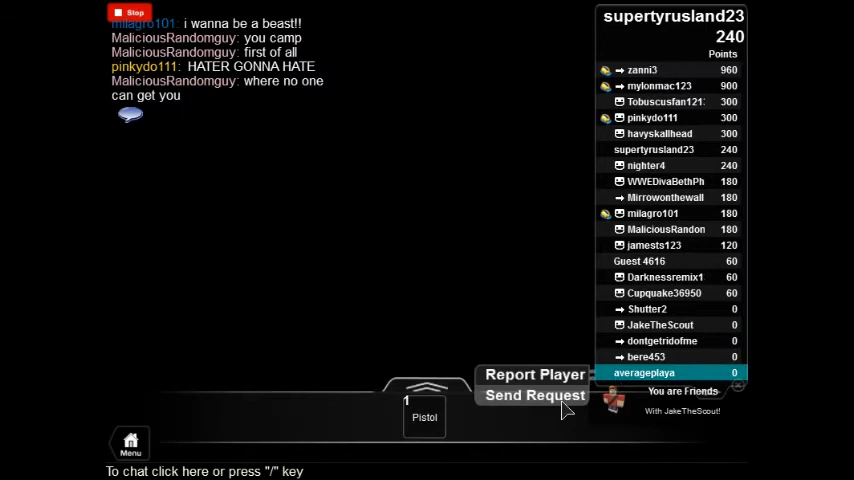 Stop
milagro101: i wanna be a beast!!
MaliciousRandomguy: you camp
MaliciousRandomguy: first of all
pinkydo111: HATER GONNA HATE
MaliciousRandomguy: where no one
can get you
supertyrusland23
240
Points
zanni3 960
mylonmac123 900
Tobuscusfan121: 300
pinkydo111 300
havyskallhead 300
supertyrusland23 240
nighter4 240
WWEDivaBethPh 180
Mirrowonthewall 180
milagro101 180
MaliciousRandon 180
jamests123 120
Guest 4616 60
Darknessremix1 60
Cupquake36950 60
Shutter2 0
JakeTheScout 0
dontgetridofme 0
bere453 0
averageplaya 0
Report Player
Send Request
You are Friends
With JakeTheScout!
1
Pistol
Menu
To chat click here or press "/" key